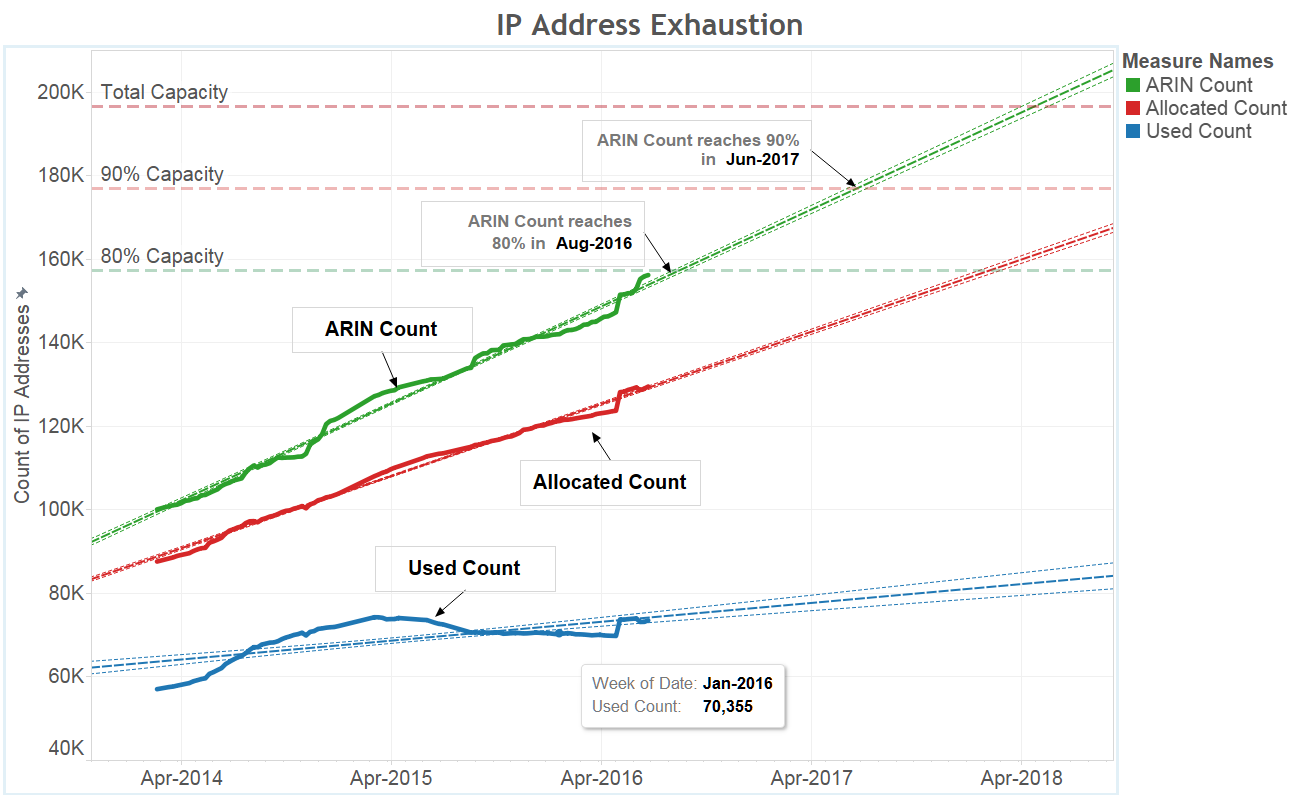 IP Address Exhaustion
Measure Names
ARIN Count
Allocated Count
Used Count
Count of IP Addresses
200K
180K
160K
140K
120K
100K
80K
60K
40K
Total Capacity
90% Capacity
80% Capacity
ARIN Count reaches 90%
in Jun-2017
ARIN Count reaches
80% in Aug-2016
ARIN Count
Allocated Count
Used Count
Week of Date: Jan-2016
Used Count: 70,355
Apr-2014
Apr-2015
Apr-2016
Apr-2017
Apr-2018